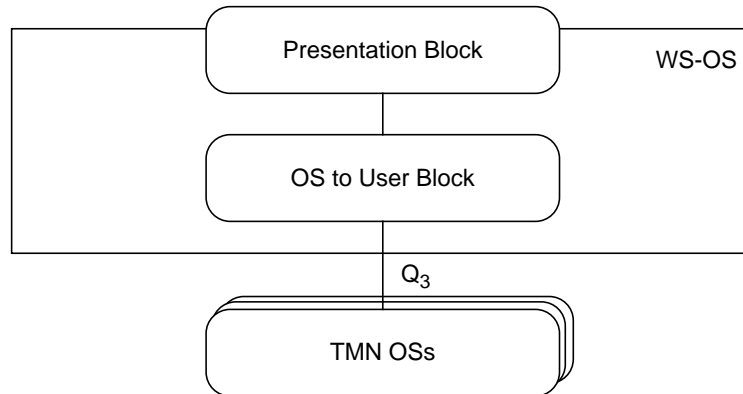 Presentation Block
WS-OS
OS to User Block
Q3
TMN OSs